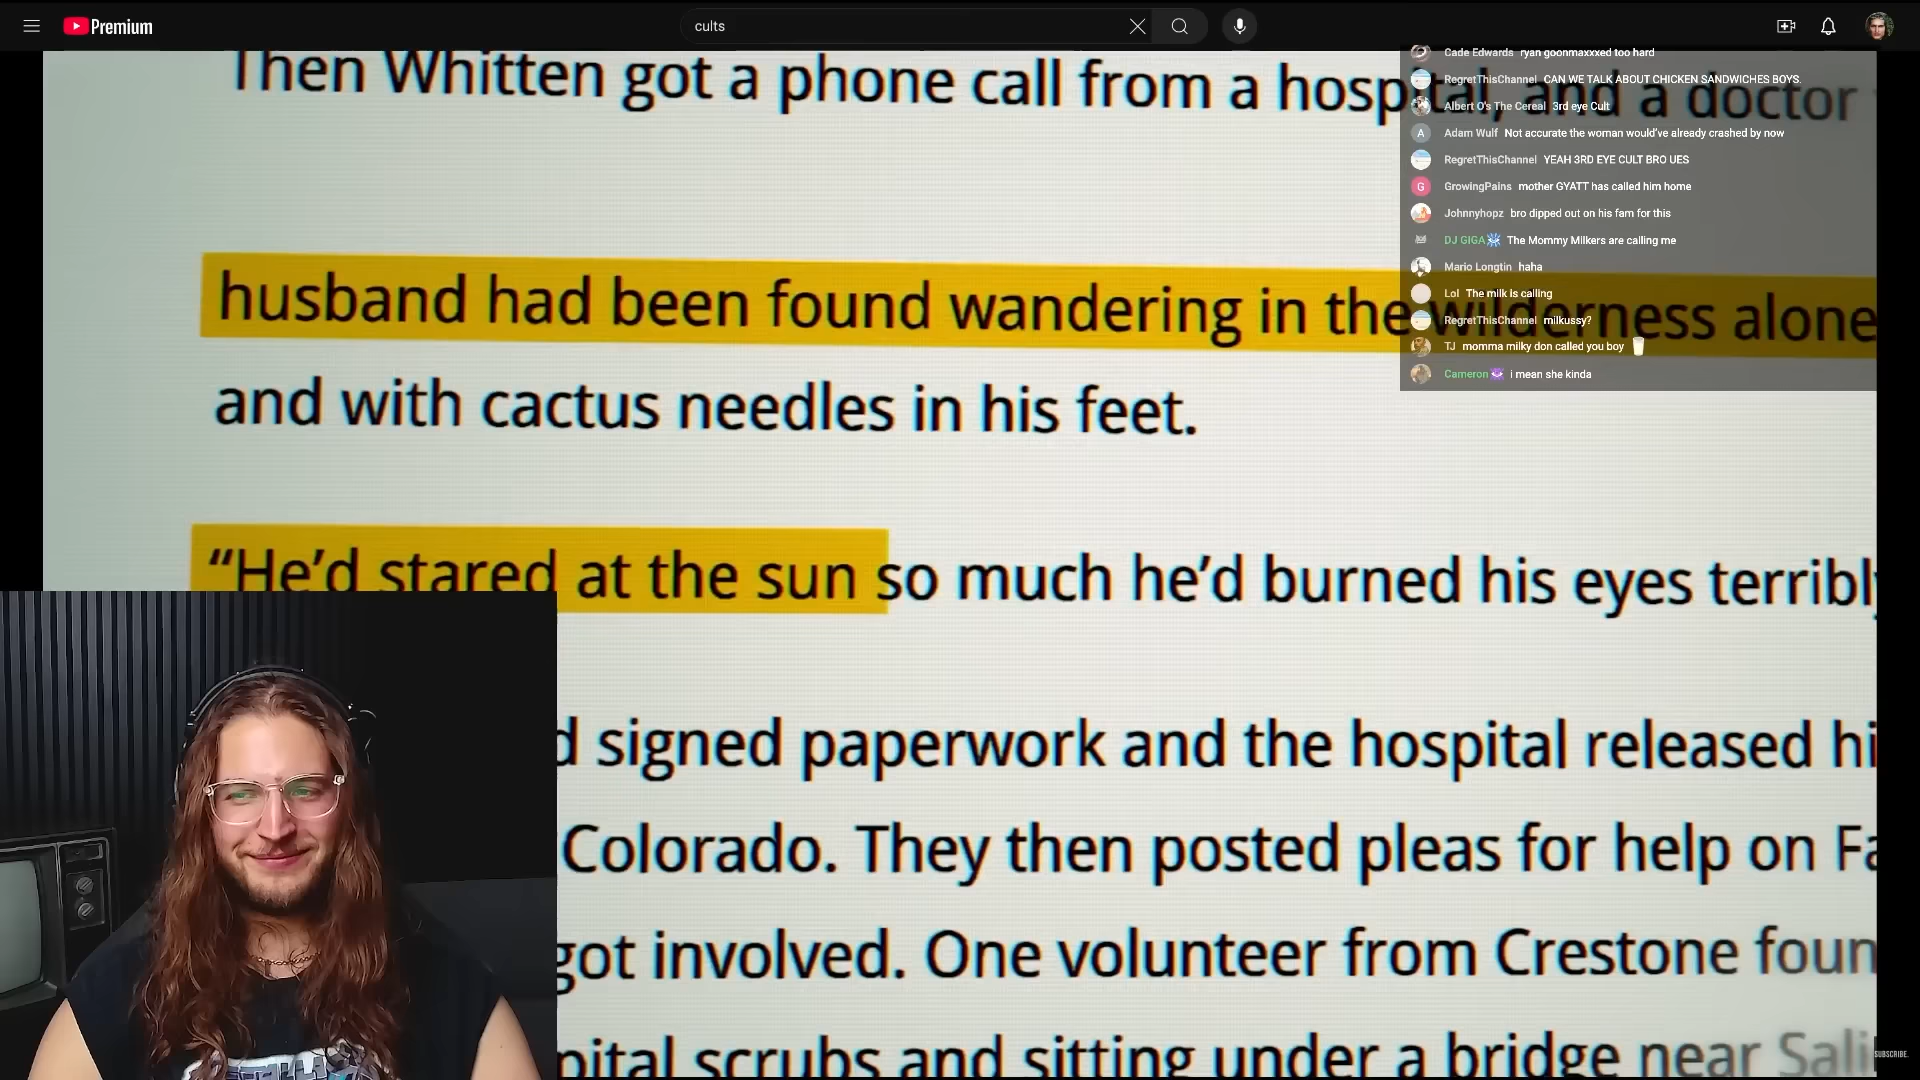 Premium
cults
Then Whitten got a phone call from a hospital, and a doctor
husband had been found wandering in the wilderness alone
and with cactus needles in his feet.
“He’d stared at the sun so much he’d burned his eyes terribly
signed paperwork and the hospital released
Colorado. They then posted pleas for help on
got involved. One volunteer from Crestone
scrubs and sitting under a bridge near
Cade Edwards ryan goonmaxxxed too hard
RegretThisChannel CAN WE TALK ABOUT CHICKEN SANDWICHES BOYS.
Albert O's The Cereal 3rd eye Cult
A Adam Wulf Not accurate the woman would've already crashed by now
RegretThisChannel YEAH 3RD EYE CULT BRO UES
G GrowingPains mother GYATT has called him home
Johnnyhopz bro dipped out on his fam for this
DJ GIGA The Mommy Milkers are calling me
Mario Longtin haha
Lol The milk is calling
RegretThisChannel milkussy?
TJ momma milky don called you boy
Cameron i mean she kinda
SUBSCRIBE